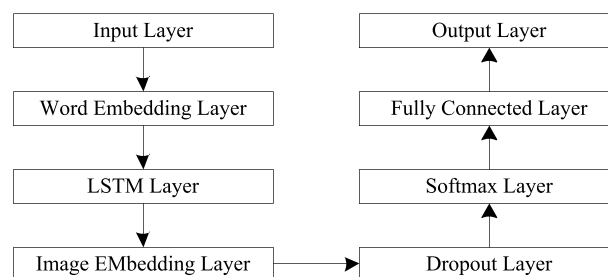 Input Layer
Word Embedding Layer
LSTM Layer
Image EMbedding Layer
Dropout Layer
Softmax Layer
Fully Connected Layer
Output Layer